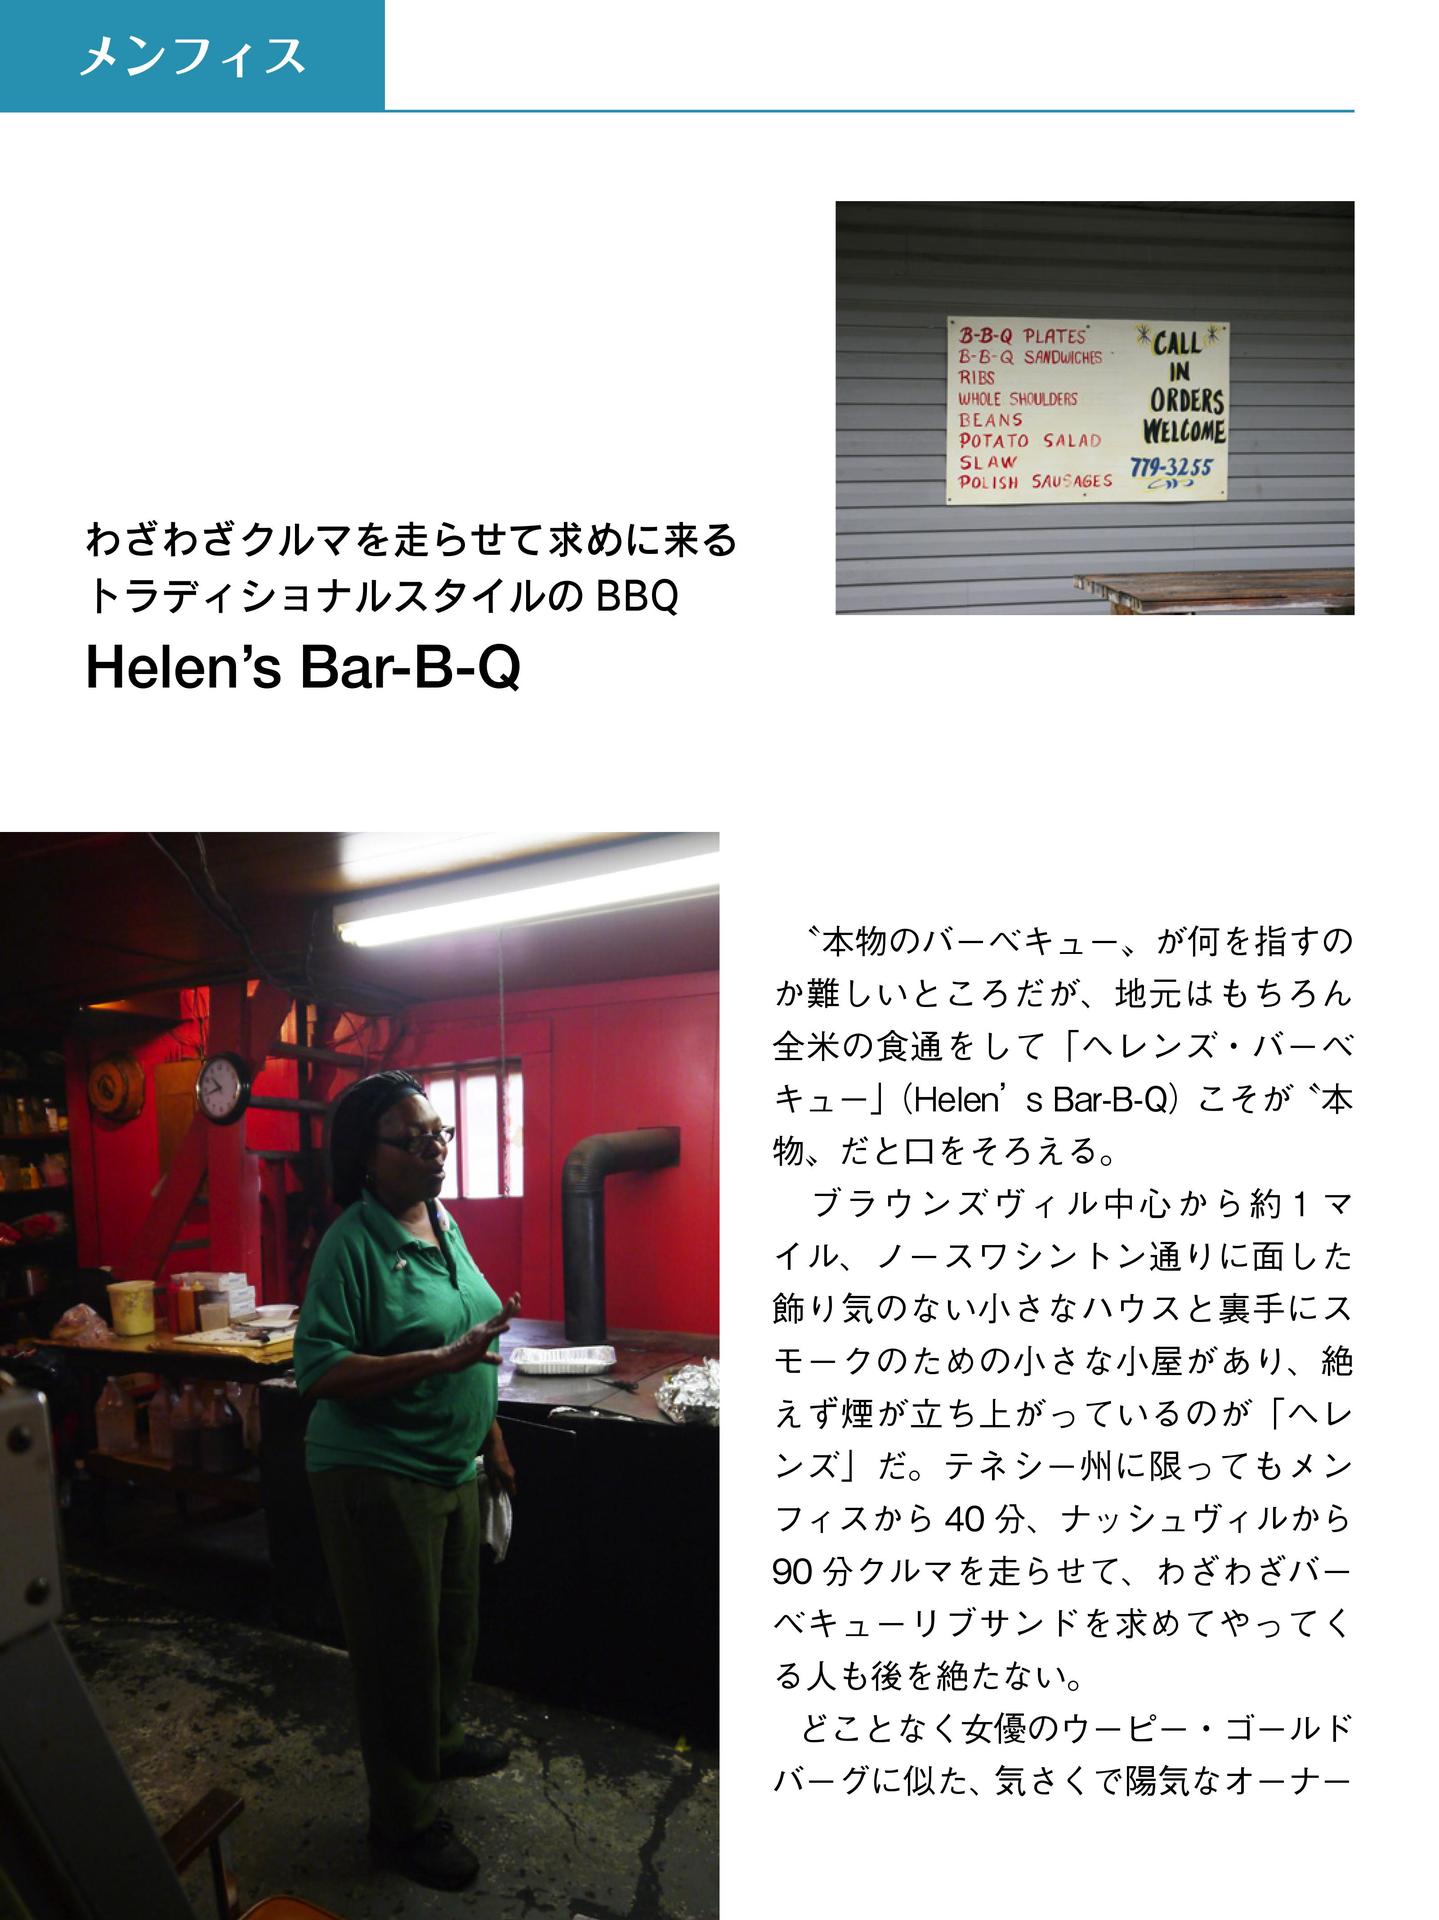 メンフィス
B-B-Q PLATES
B-B-Q SANDWICHES
RIBS
WHOLE SHOULDERS
BEANS
POTATO SALAD
SLAW
POLISH SAUSAGES
CALL
IN
ORDERS
WELCOME
779-3255
わざわざクルマを走らせて求めに来る
トラディショナルスタイルの BBQ
Helen’s Bar-B-Q
〝本物のバーベキュー〟が何を指すの
か難しいところだが、地元はもちろん
全米の食通をして「ヘレンズ・バーベ
キュー」（Helen’s Bar-B-Q）こそが〝本
物〟だと口をそろえる。
ブラウンズヴィル中心から約 1 マ
イル、ノースワシントン通りに面した
飾り気のない小さなハウスと裏手にス
モークのための小さな小屋があり、絶
えず煙が立ち上がっているのが「ヘレ
ンズ」だ。テネシー州に限ってもメン
フィスから 40 分、ナッシュヴィルから
90 分クルマを走らせて、わざわざバー
ベキューリブサンドを求めてやってく
る人も後を絶たない。
どことなく女優のウーピー・ゴールド
バーグに似た、気さくで陽気なオーナー